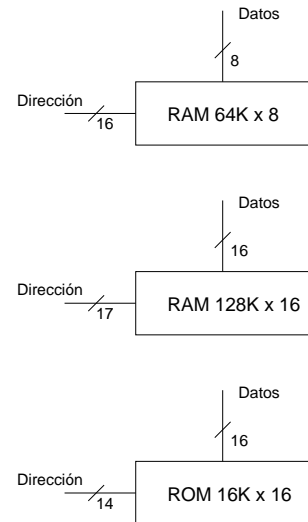 Datos
8
Dirección
16
RAM 64K x 8
Datos
16
Dirección
17
RAM 128K x 16
Datos
16
Dirección
14
ROM 16K x 16